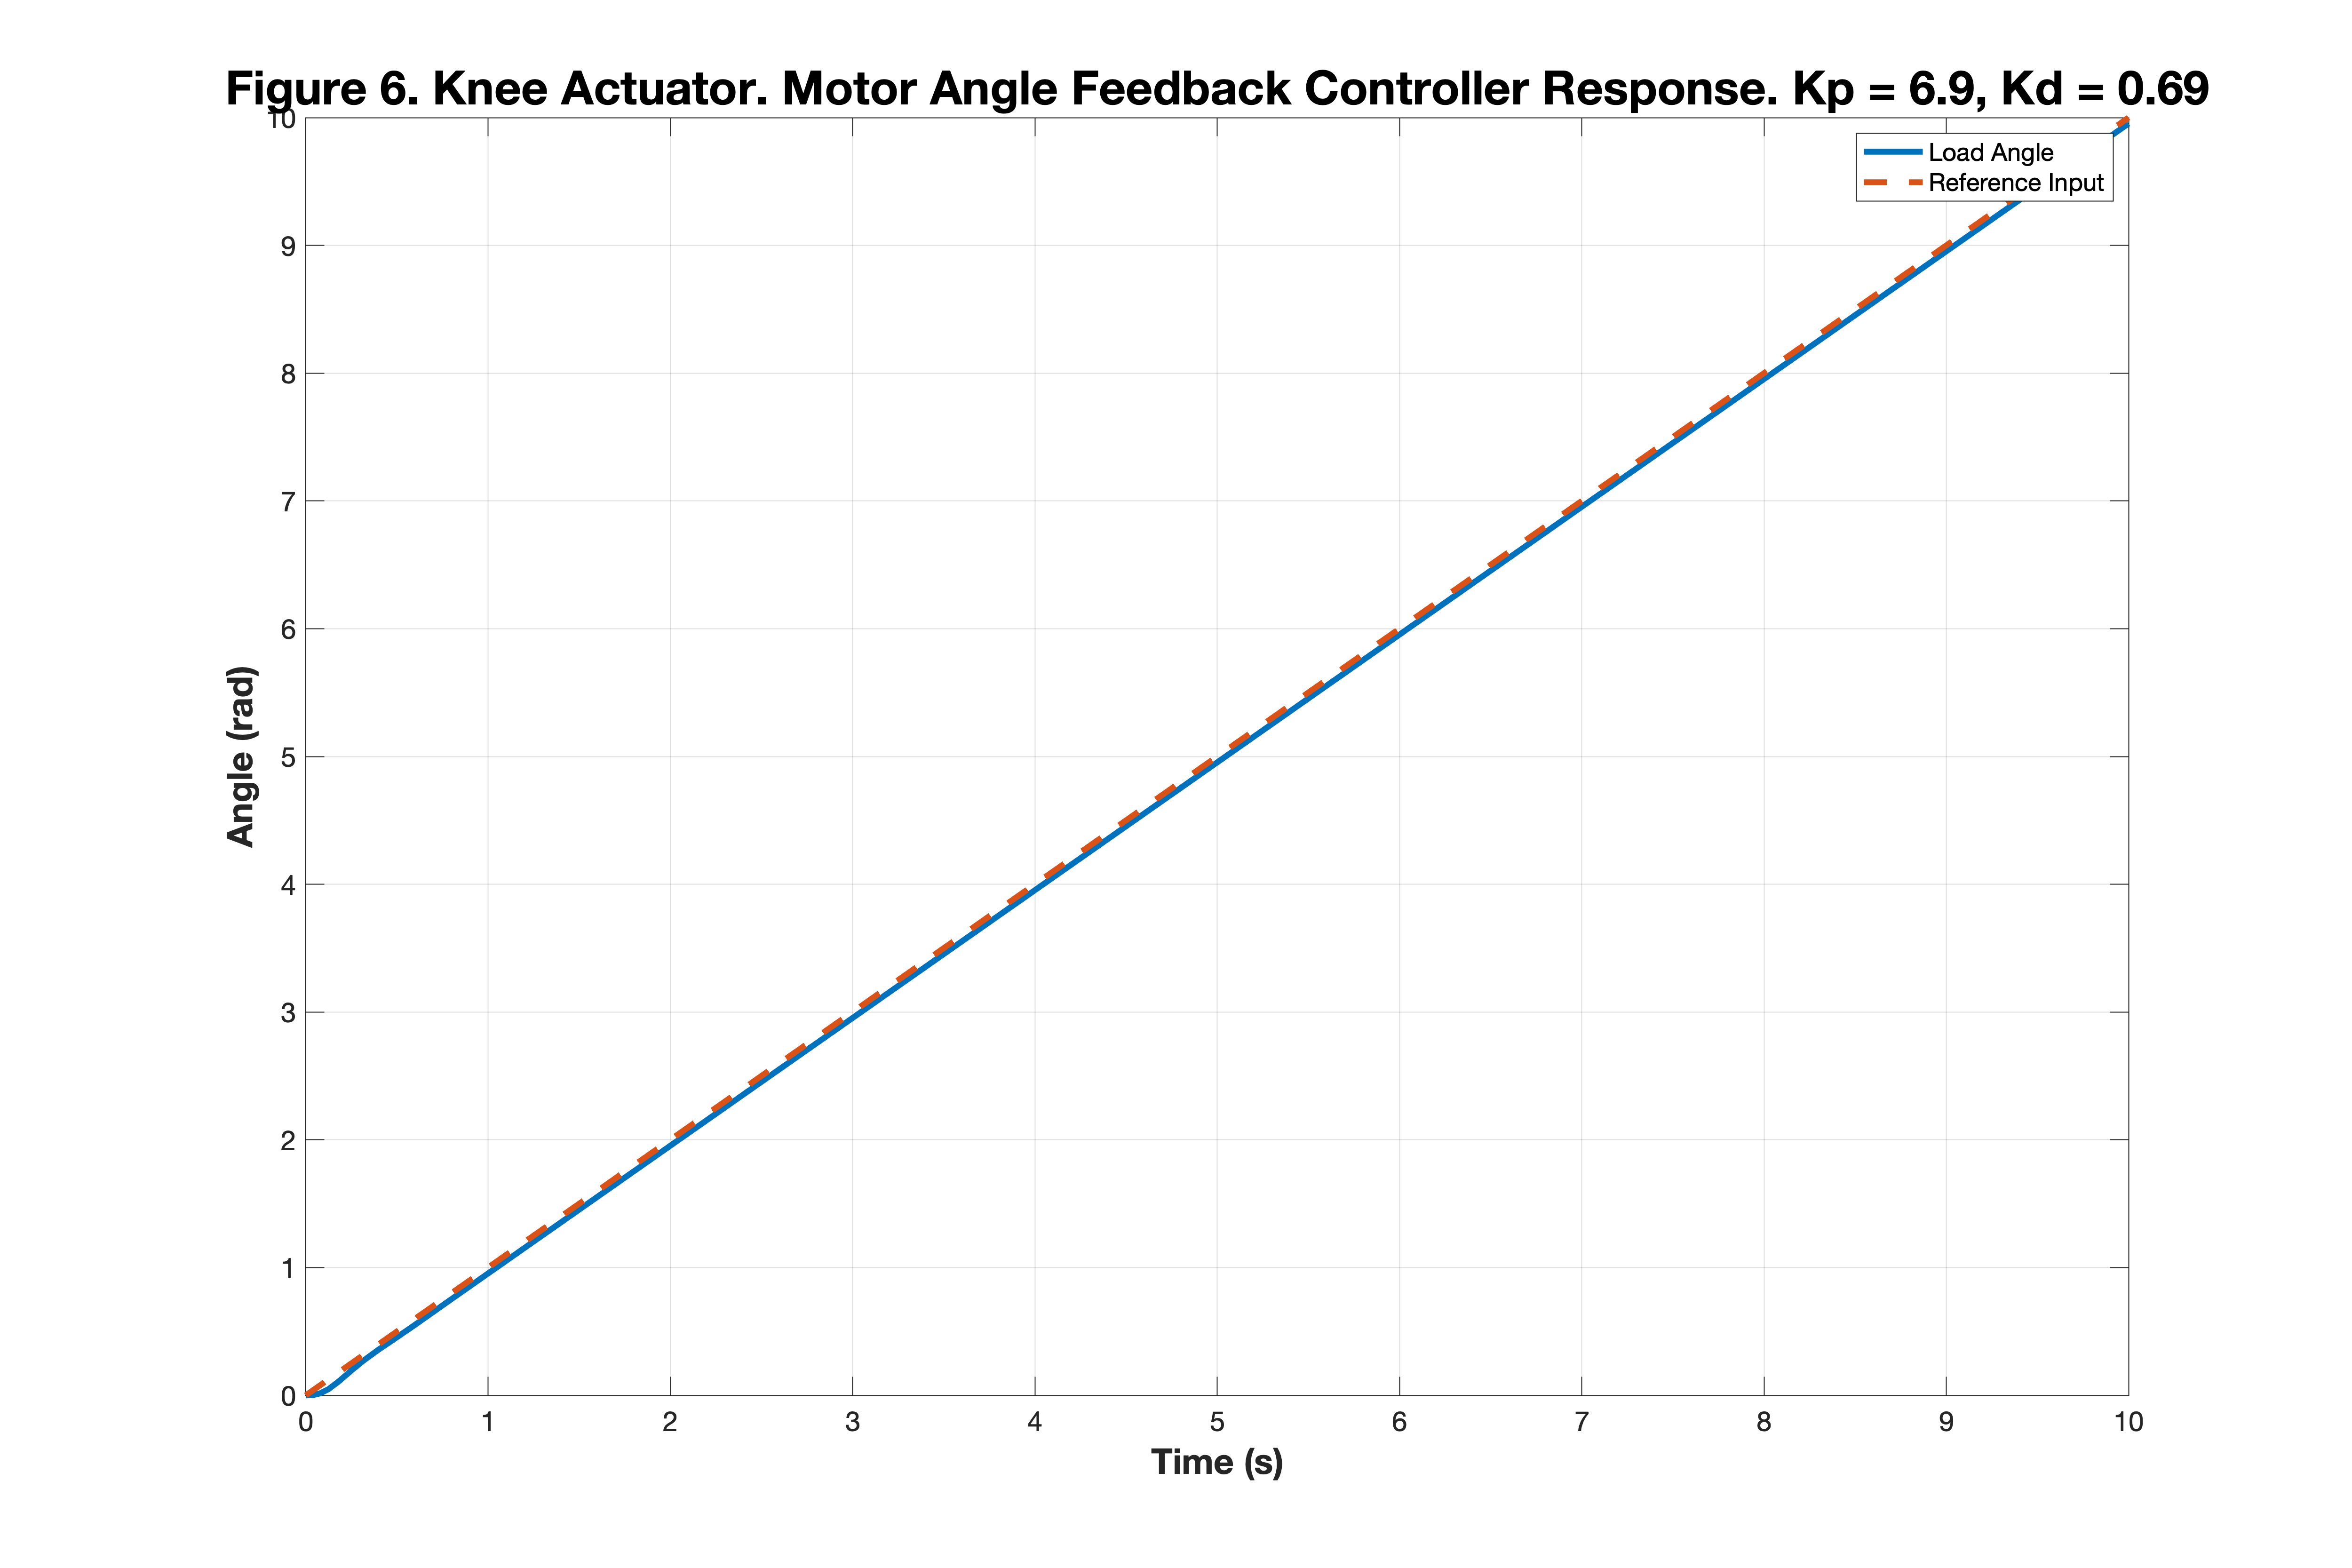 Figure 6. Knee Actuator. Motor Angle Feedback Controller Response. Kp = 6.9, Kd = 0.69
Load Angle
Reference Input
10
9
8
7
6
5
4
3
2
1
0
Angle (rad)
0 1 2 3 4 5 6 7 8 9 10
Time (s)